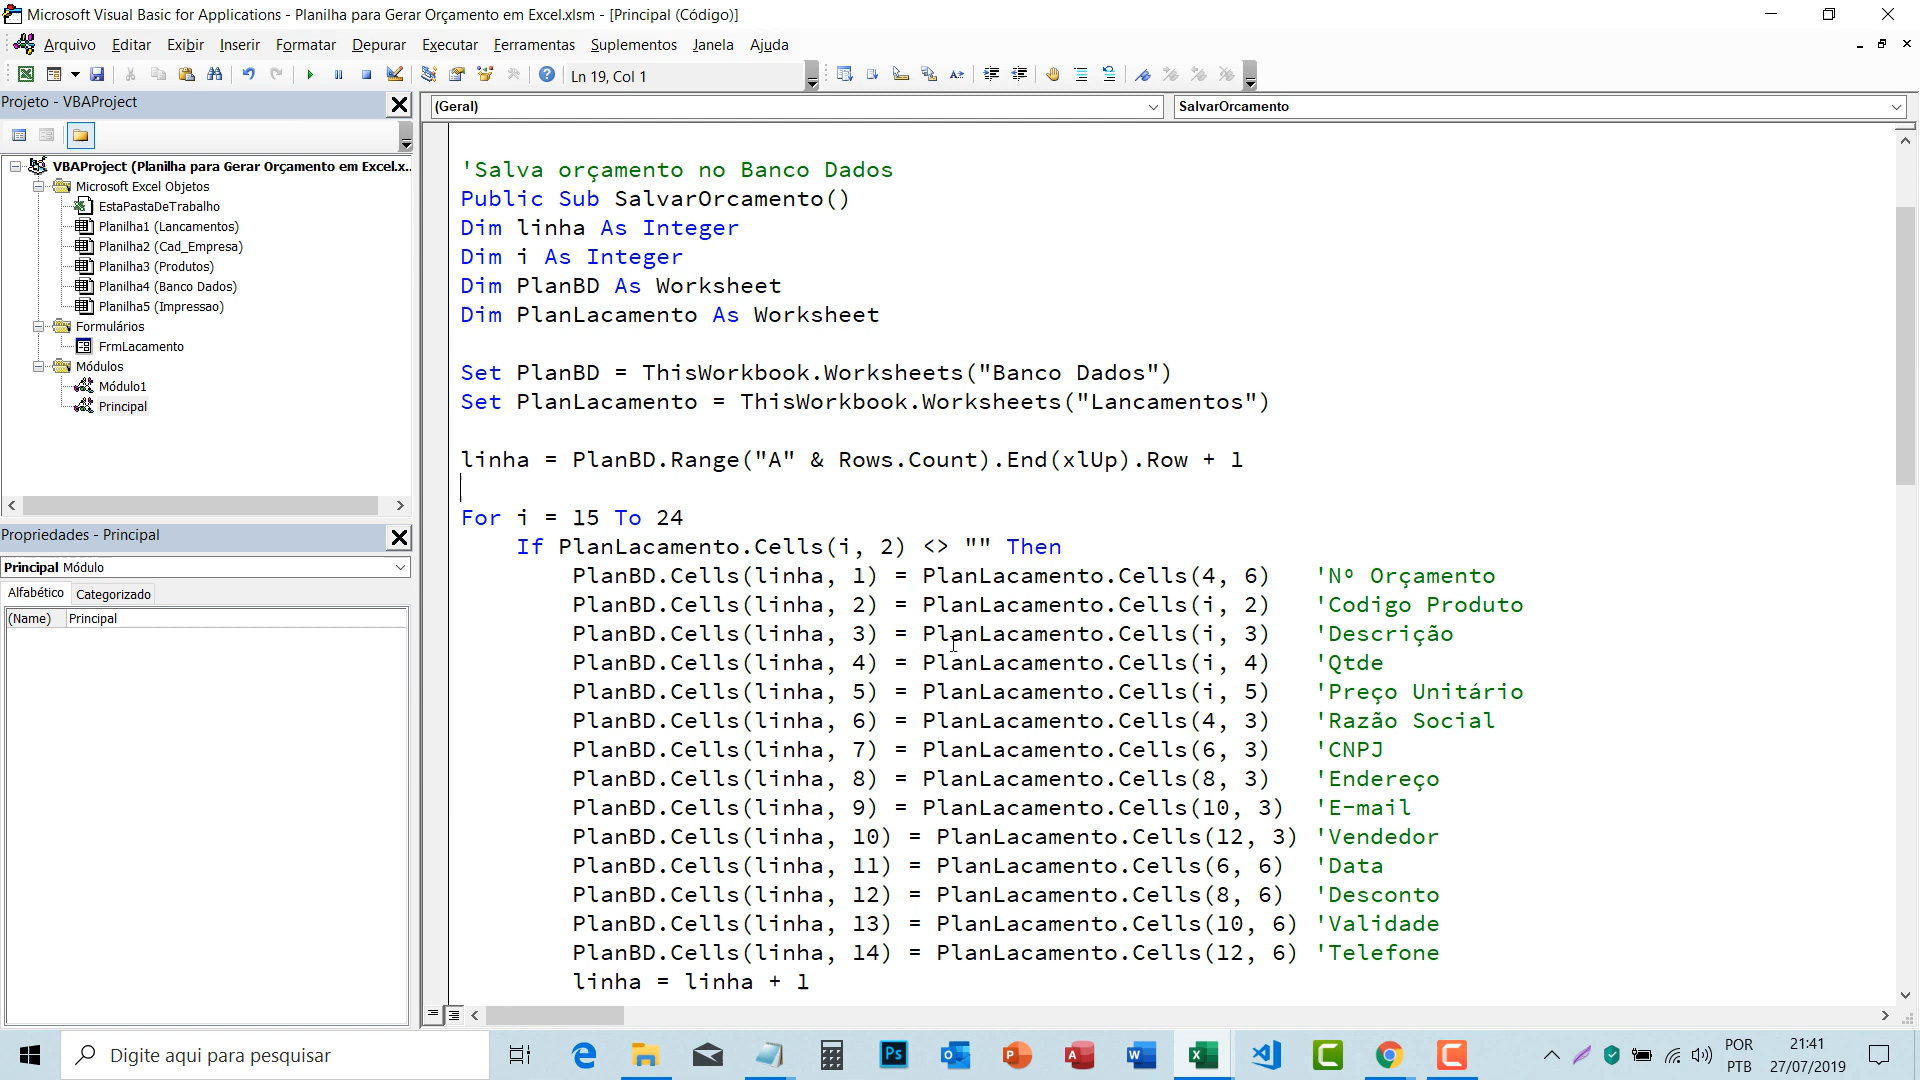 Microsoft Visual Basic for Applications - Planilha para Gerar Orçamento em Excel.xlsm - [Principal (Código)]
Arquivo Editar Exibir Inserir Formatar Depurar Executar Ferramentas Suplementos Janela Ajuda
Ln 19, Col 1
Projeto - VBAProject
(Geral)
SalvarOrcamento
VBAProject (Planilha para Gerar Orçamento em Excel.x...
Microsoft Excel Objetos
EstaPastaDeTrabalho
Planilha1 (Lancamentos)
Planilha2 (Cad_Empresa)
Planilha3 (Produtos)
Planilha4 (Banco Dados)
Planilha5 (Impressao)
Formulários
FrmLacamento
Módulos
Módulo1
Principal
Propriedades - Principal
Principal Módulo
Alfabético Categorizado
(Name) Principal
'Salva orçamento no Banco Dados
Public Sub SalvarOrcamento()
Dim linha As Integer
Dim i As Integer
Dim PlanBD As Worksheet
Dim PlanLacamento As Worksheet
Set PlanBD = ThisWorkbook.Worksheets("Banco Dados")
Set PlanLacamento = ThisWorkbook.Worksheets("Lancamentos")
linha = PlanBD.Range("A" & Rows.Count).End(xlUp).Row + 1
For i = 15 To 24
If PlanLacamento.Cells(i, 2) <> "" Then
PlanBD.Cells(linha, 1) = PlanLacamento.Cells(4, 6) 'Nº Orçamento
PlanBD.Cells(linha, 2) = PlanLacamento.Cells(i, 2) 'Codigo Produto
PlanBD.Cells(linha, 3) = PlanLacamento.Cells(i, 3) 'Descrição
PlanBD.Cells(linha, 4) = PlanLacamento.Cells(i, 4) 'Qtde
PlanBD.Cells(linha, 5) = PlanLacamento.Cells(i, 5) 'Preço Unitário
PlanBD.Cells(linha, 6) = PlanLacamento.Cells(4, 3) 'Razão Social
PlanBD.Cells(linha, 7) = PlanLacamento.Cells(6, 3) 'CNPJ
PlanBD.Cells(linha, 8) = PlanLacamento.Cells(8, 3) 'Endereço
PlanBD.Cells(linha, 9) = PlanLacamento.Cells(10, 3) 'E-mail
PlanBD.Cells(linha, 10) = PlanLacamento.Cells(12, 3) 'Vendedor
PlanBD.Cells(linha, 11) = PlanLacamento.Cells(6, 6) 'Data
PlanBD.Cells(linha, 12) = PlanLacamento.Cells(8, 6) 'Desconto
PlanBD.Cells(linha, 13) = PlanLacamento.Cells(10, 6) 'Validade
PlanBD.Cells(linha, 14) = PlanLacamento.Cells(12, 6) 'Telefone
linha = linha + 1
Digite aqui para pesquisar
POR
PTB
21:41
27/07/2019